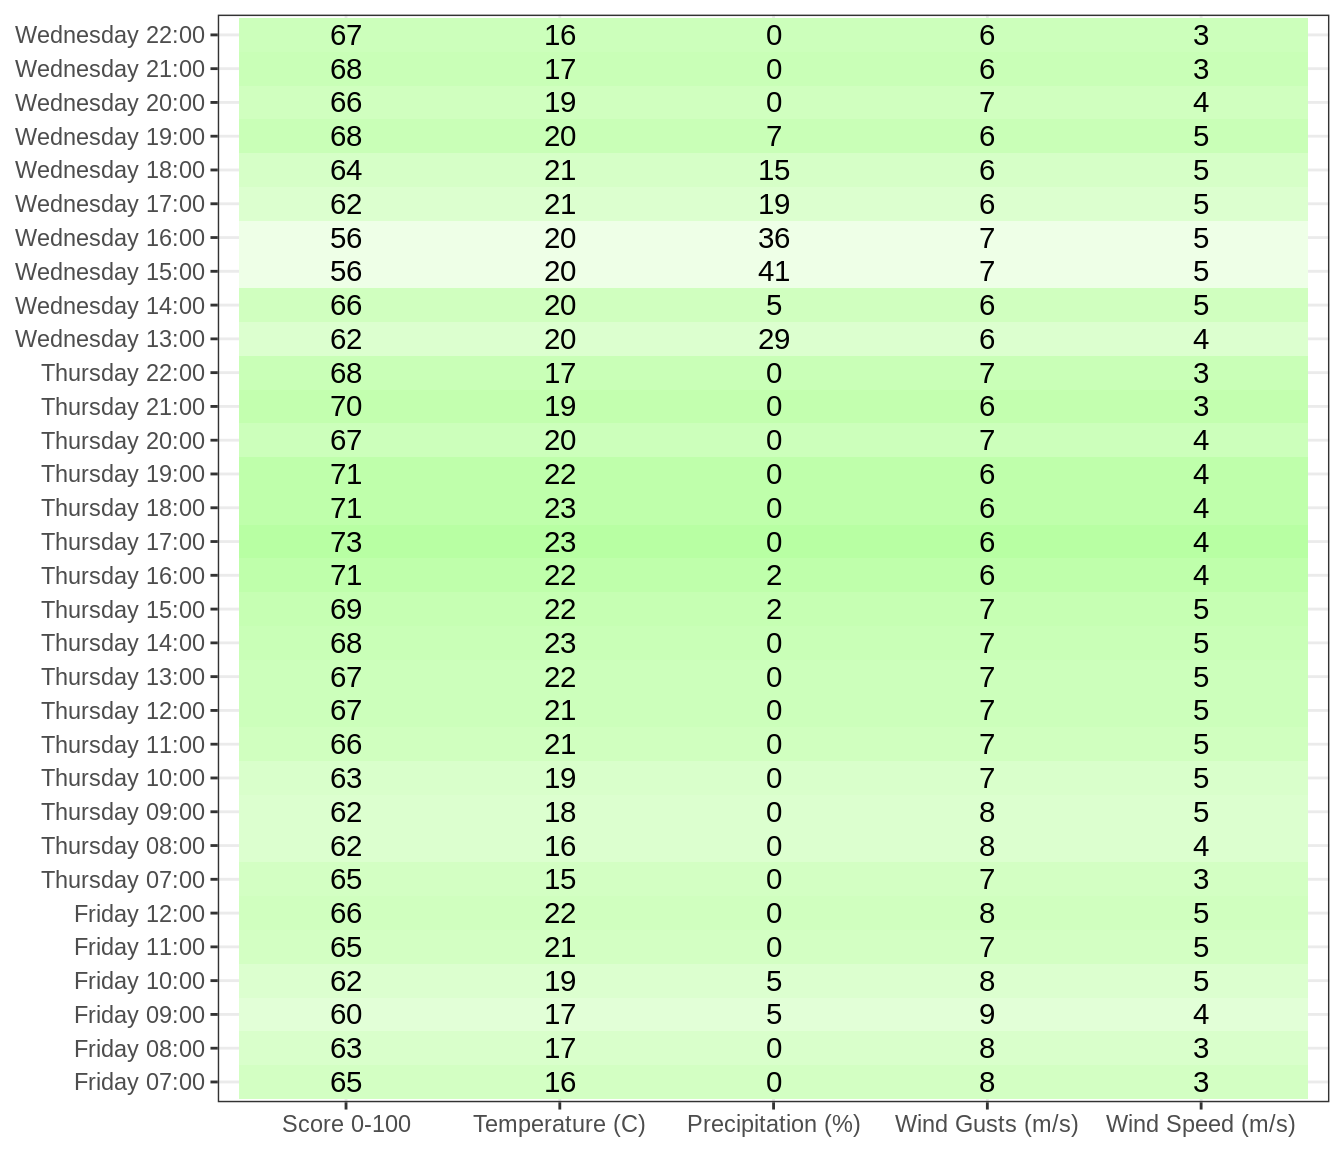 Wednesday 22:00 67 16 0 6 3
Wednesday 21:00 68 17 0 6 3
Wednesday 20:00 66 19 0 7 4
Wednesday 19:00 68 20 7 6 5
Wednesday 18:00 64 21 15 6 5
Wednesday 17:00 62 21 19 6 5
Wednesday 16:00 56 20 36 7 5
Wednesday 15:00 56 20 41 7 5
Wednesday 14:00 66 20 5 6 5
Wednesday 13:00 62 20 29 6 4
Thursday 22:00 68 17 0 7 3
Thursday 21:00 70 19 0 6 3
Thursday 20:00 67 20 0 7 4
Thursday 19:00 71 22 0 6 4
Thursday 18:00 71 23 0 6 4
Thursday 17:00 73 23 0 6 4
Thursday 16:00 71 22 2 6 4
Thursday 15:00 69 22 2 7 5
Thursday 14:00 68 23 0 7 5
Thursday 13:00 67 22 0 7 5
Thursday 12:00 67 21 0 7 5
Thursday 11:00 66 21 0 7 5
Thursday 10:00 63 19 0 7 5
Thursday 09:00 62 18 0 8 5
Thursday 08:00 62 16 0 8 4
Thursday 07:00 65 15 0 7 3
Friday 12:00 66 22 0 8 5
Friday 11:00 65 21 0 7 5
Friday 10:00 62 19 5 8 5
Friday 09:00 60 17 5 9 4
Friday 08:00 63 17 0 8 3
Friday 07:00 65 16 0 8 3
Score 0-100 Temperature (C) Precipitation (%) Wind Gusts (m/s) Wind Speed (m/s)